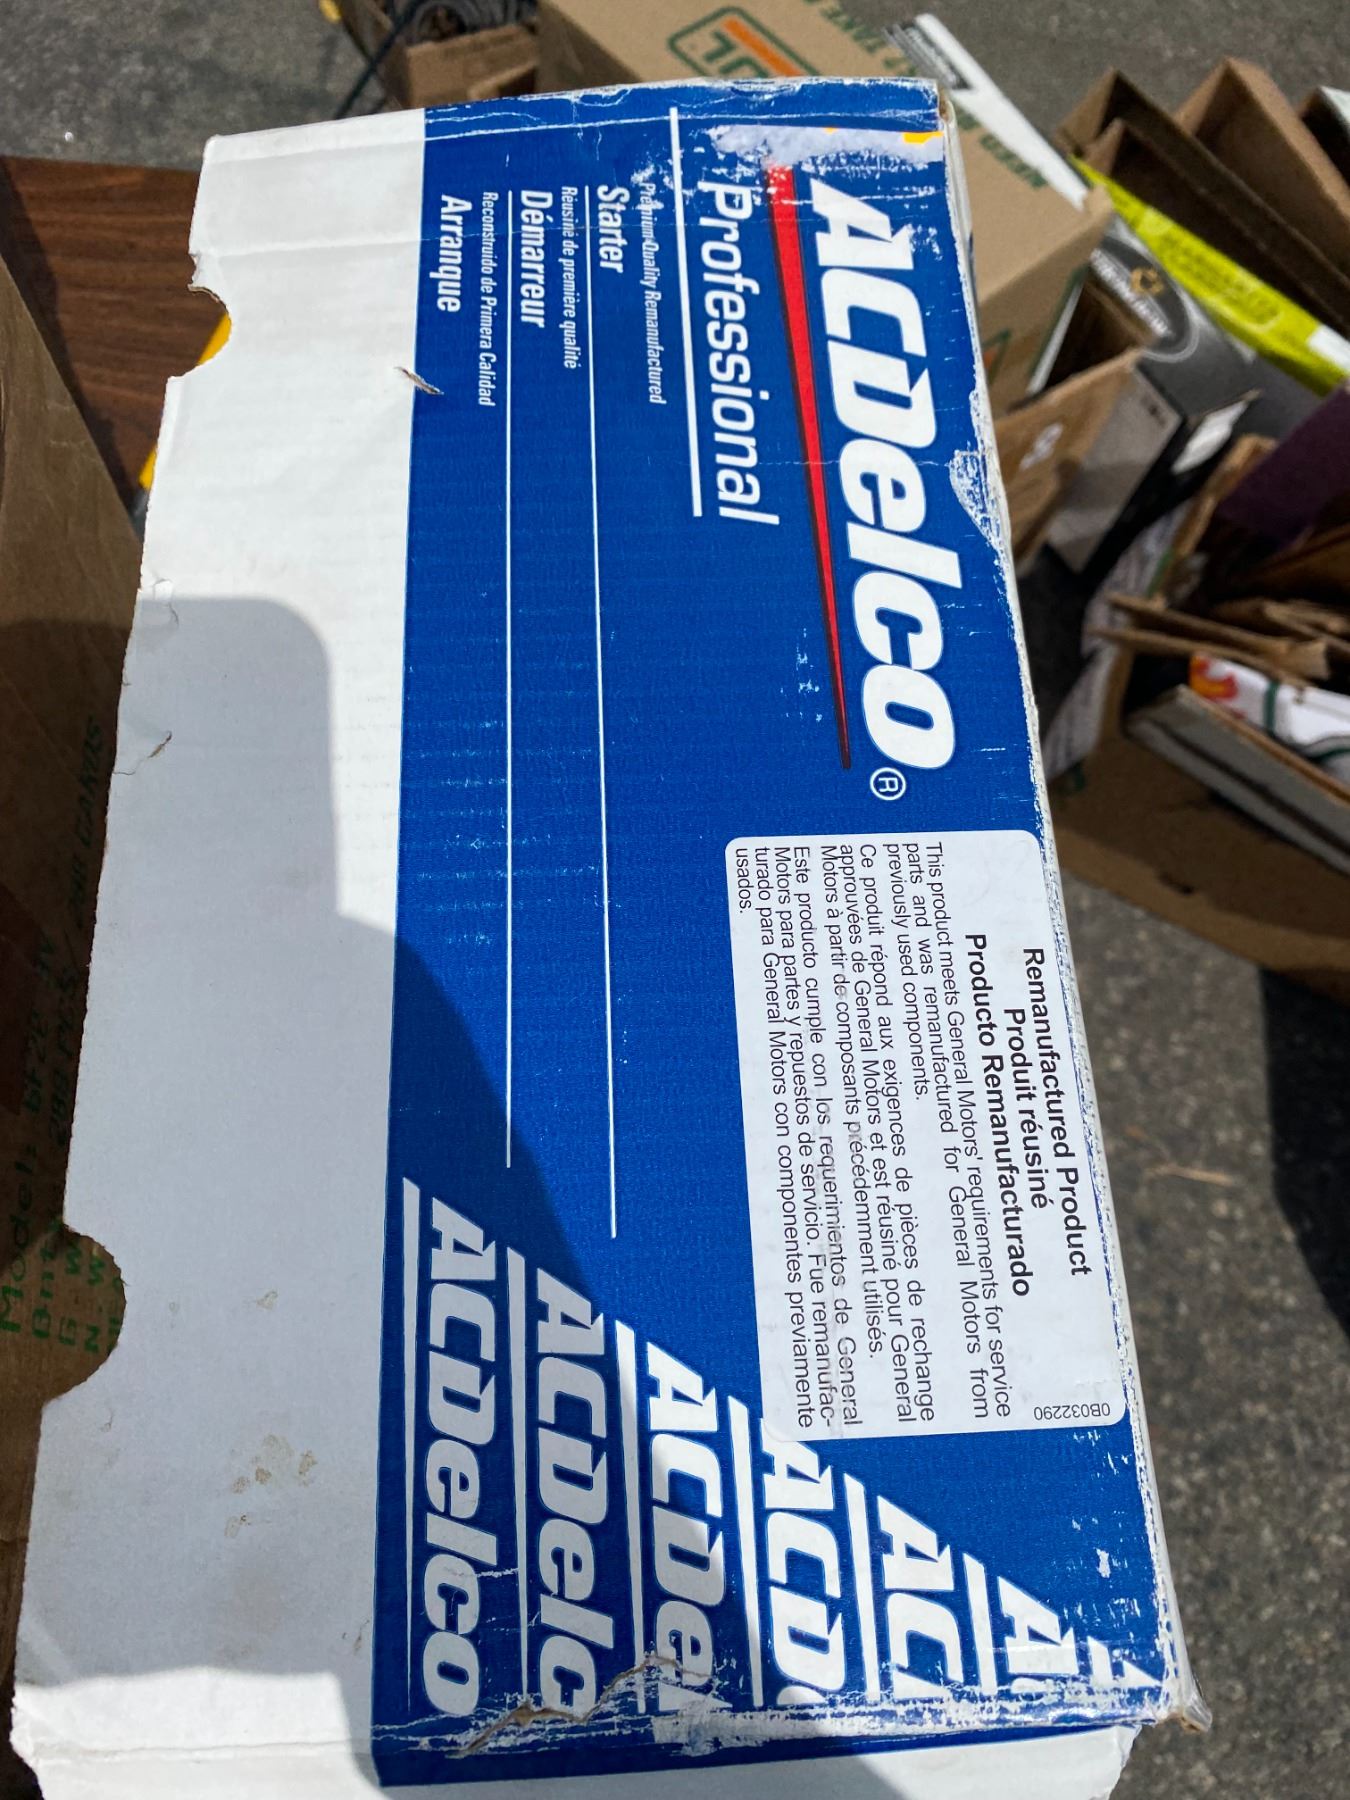 ACDelco®
Professional
Premium Quality Remanufactured
Starter
Réusiné de première qualité
Démarreur
Reconstruido de Primera Calidad
Arranque
Remanufactured Product
Produit réusiné
Producto Remanufacturado
This product meets General Motors' requirements for service
parts and was remanufactured for General Motors from
previously used components.
Ce produit répond aux exigences de pièces de rechange
approuvées de General Motors et est réusiné pour General
Motors à partir de composants précédemment utilisés.
Este producto cumple con los requerimientos de General
Motors para partes y repuestos de servicio. Fue remanufac-
turado para General Motors con componentes previamente
usados.
0B032290
A
AC
ACD
ACDel
ACDelc
ACDelco
Model: